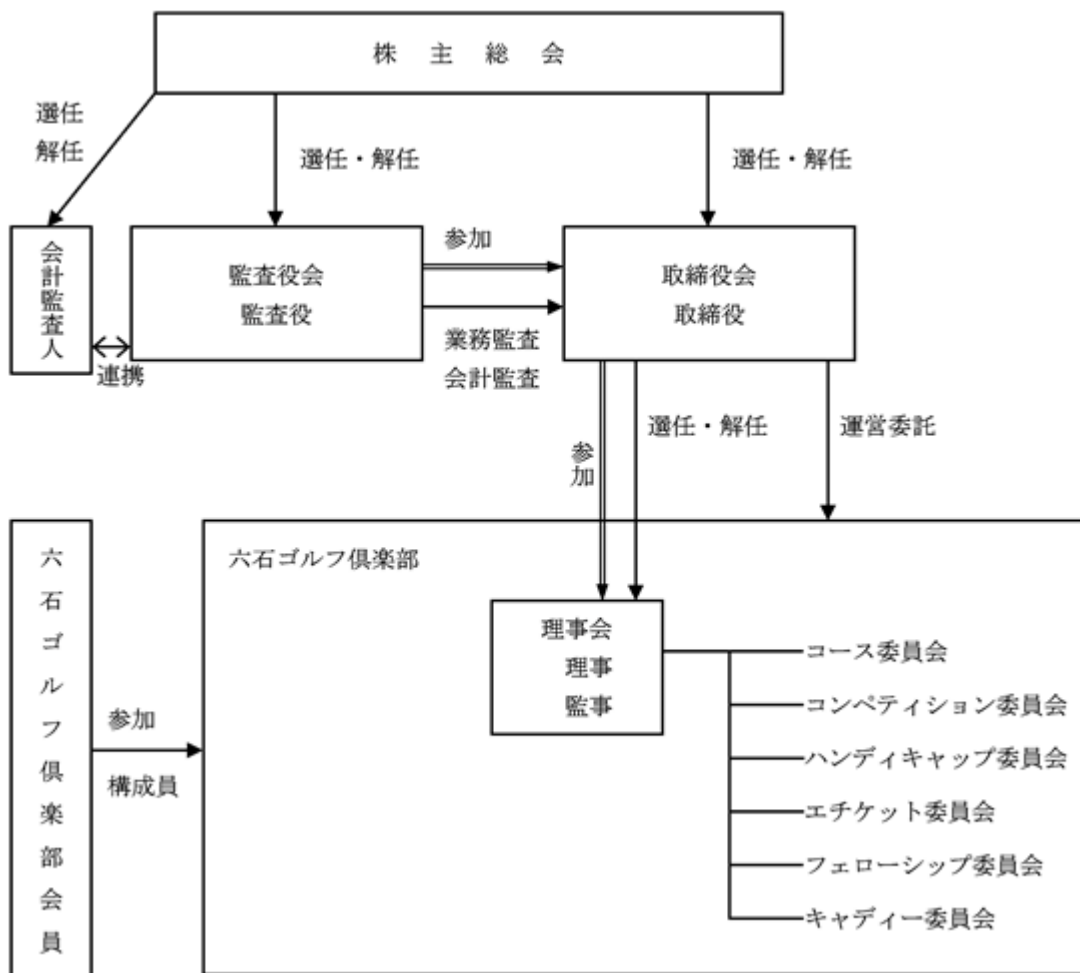 株主総会
選任
解任
選任・解任
選任・解任
会計監査人
監査役会
監査役
参加
業務監査
会計監査
取締役会
取締役
連携
参加
選任・解任
運営委託
六石ゴルフ倶楽部会員
参加
構成員
六石ゴルフ倶楽部
理事会
理事
監事
コース委員会
コンペティション委員会
ハンディキャップ委員会
エチケット委員会
フェローシップ委員会
キャディー委員会